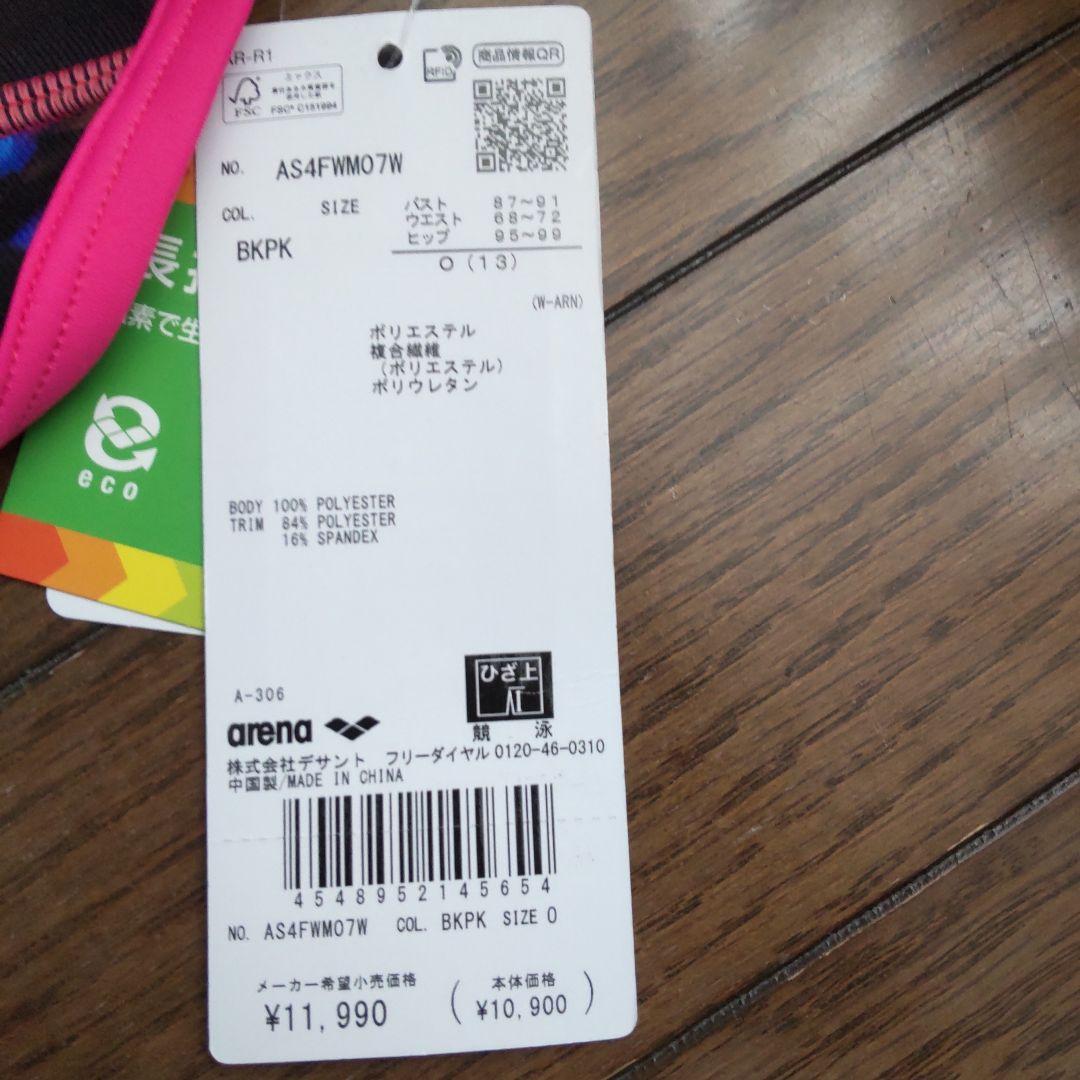 AR-R1
RFID
商品情報QR
ミックス
FSC
FSC® C151994
NO. AS4FWM07W
COL. SIZE
バスト 87～91
ウエスト 68～72
ヒップ 95～99
BKPK
O (13)
(W-ARN)
ポリエステル
複合繊維
(ポリエステル)
ポリウレタン
BODY 100% POLYESTER
TRIM 84% POLYESTER
16% SPANDEX
長
素で生
eco
A-306
arena
ひざ上
競泳
株式会社デサント フリーダイヤル 0120-46-0310
中国製/MADE IN CHINA
4548952145654
NO. AS4FWM07W COL. BKPK SIZE O
メーカー希望小売価格
¥11,990
(本体価格
¥10,900)